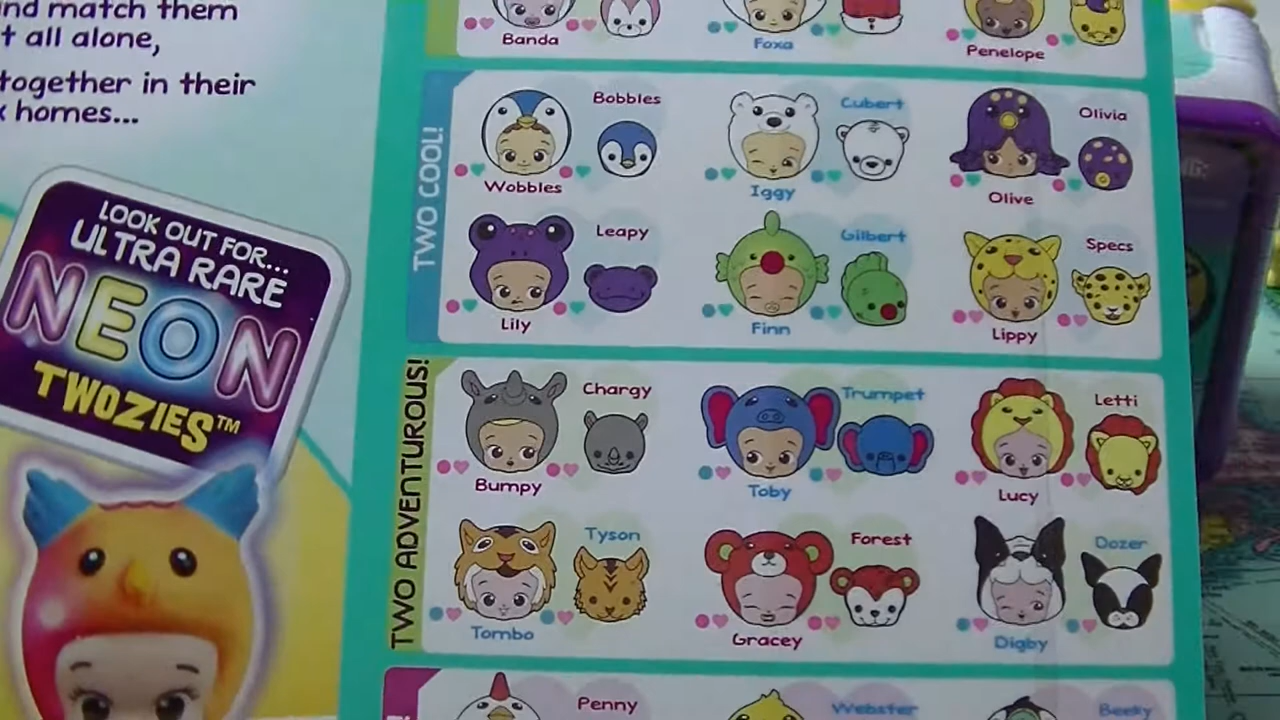 nd match them
t all alone,
together in their
x homes...
LOOK OUT FOR...
ULTRA RARE
NEON
TWOZIES™
Banda
Foxa
Penelope
TWO COOL!
Bobbles
Wobbles
Cubert
Iggy
Olivia
Olive
Leapy
Lily
Gilbert
Finn
Specs
Lippy
TWO ADVENTUROUS!
Chargy
Bumpy
Trumpet
Toby
Letti
Lucy
Tyson
Tombo
Forest
Gracey
Dozer
Digby
Penny
Webster
Beeky